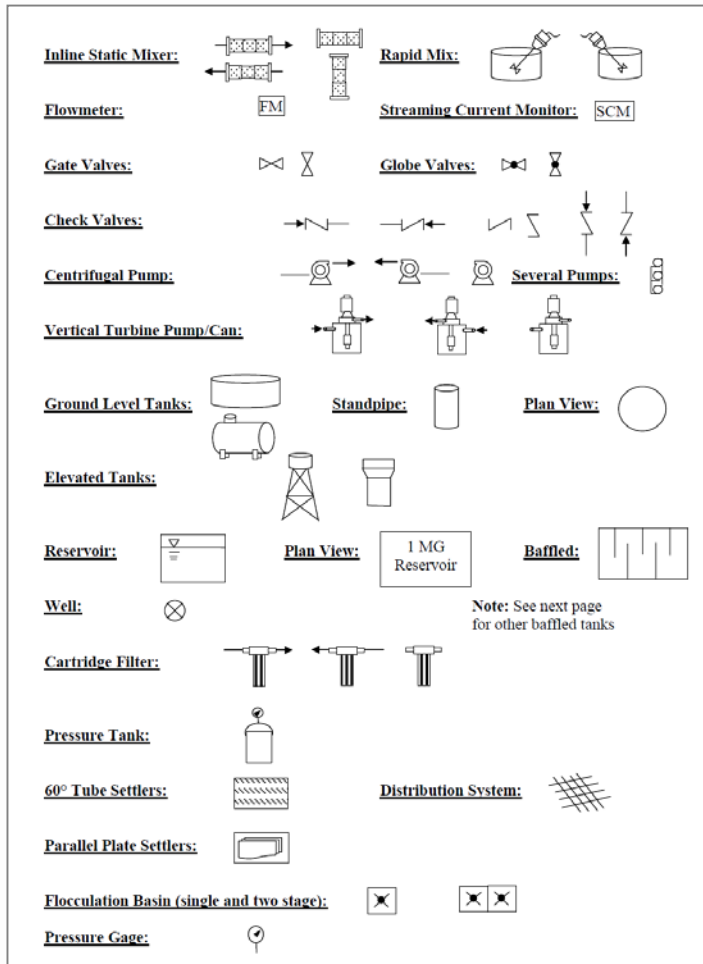 Inline Static Mixer:
Rapid Mix:
Flowmeter:
FM
Streaming Current Monitor:
SCM
Gate Valves:
Globe Valves:
Check Valves:
Centrifugal Pump:
Several Pumps:
Vertical Turbine Pump/Can:
Ground Level Tanks:
Standpipe:
Plan View:
Elevated Tanks:
Reservoir:
Plan View:
1 MG
Reservoir
Baffled:
Well:
Note: See next page
for other baffled tanks
Cartridge Filter:
Pressure Tank:
60° Tube Settlers:
Distribution System:
Parallel Plate Settlers:
Flocculation Basin (single and two stage):
Pressure Gage: